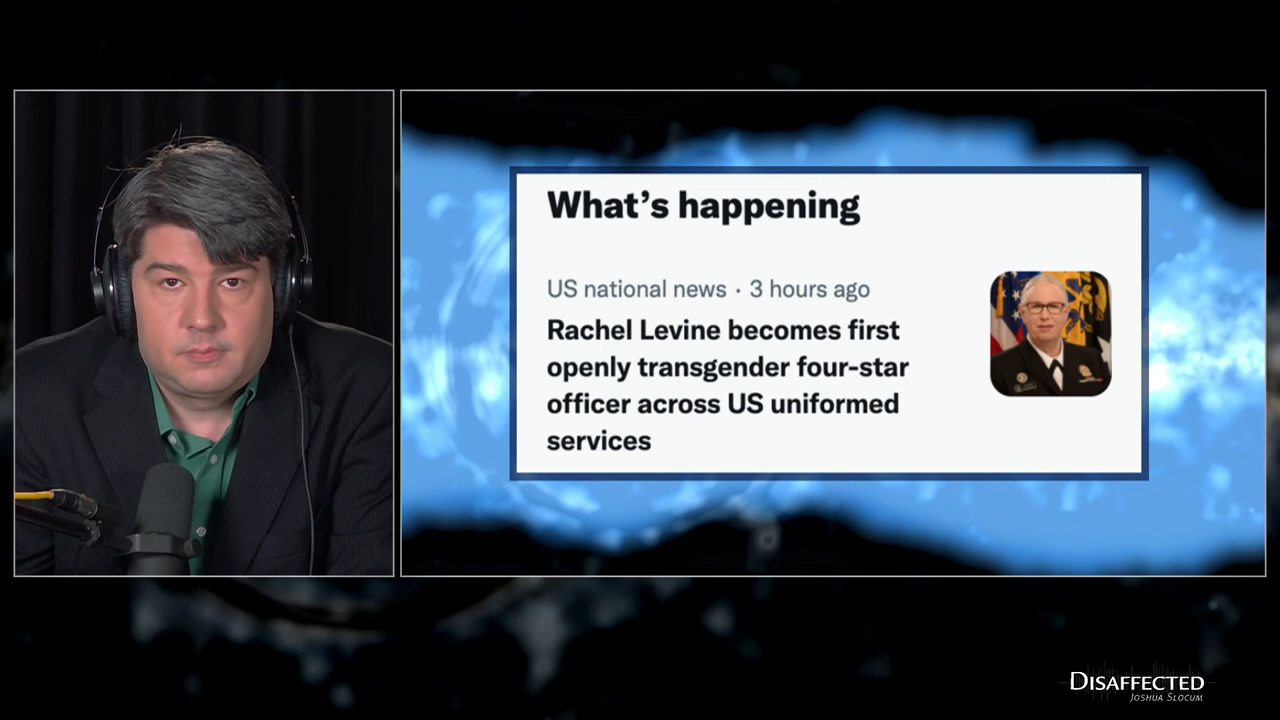 What's happening
US national news · 3 hours ago
Rachel Levine becomes first
openly transgender four-star
officer across US uniformed
services
DISAFFECTED
JOSHUA SLOCUM